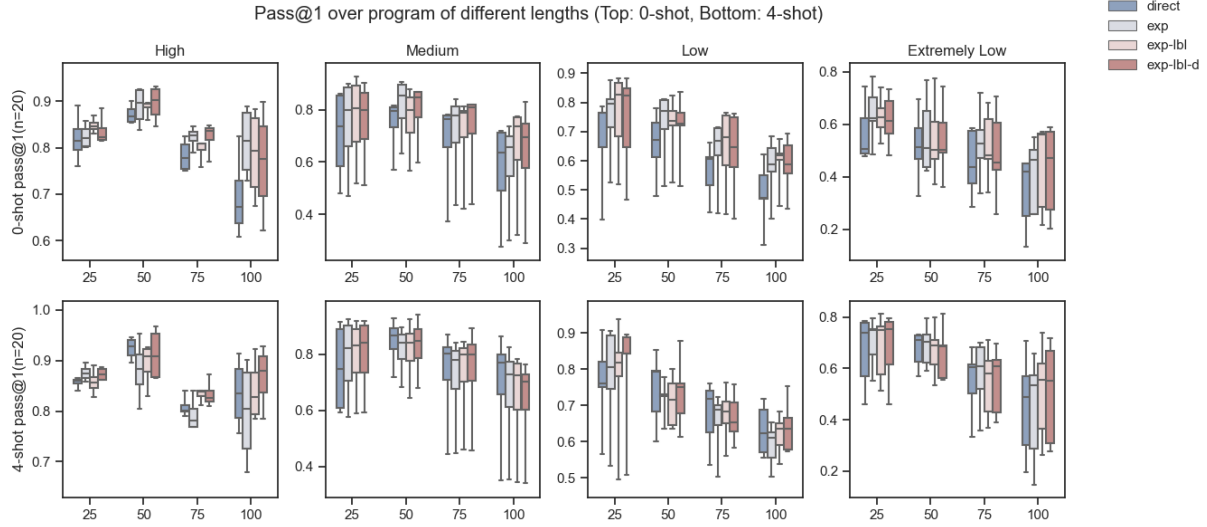 Pass@1 over program of different lengths (Top: 0-shot, Bottom: 4-shot)
direct
exp
exp-lbl
exp-lbl-d
High
Medium
Low
Extremely Low
0-shot pass@1(n=20)
0.9
0.8
0.7
0.6
0.8
0.6
0.4
0.9
0.8
0.7
0.6
0.5
0.4
0.3
0.8
0.6
0.4
0.2
25 50 75 100
25 50 75 100
25 50 75 100
25 50 75 100
4-shot pass@1(n=20)
1.0
0.9
0.8
0.7
0.8
0.6
0.4
0.9
0.8
0.7
0.6
0.5
0.8
0.6
0.4
0.2
25 50 75 100
25 50 75 100
25 50 75 100
25 50 75 100